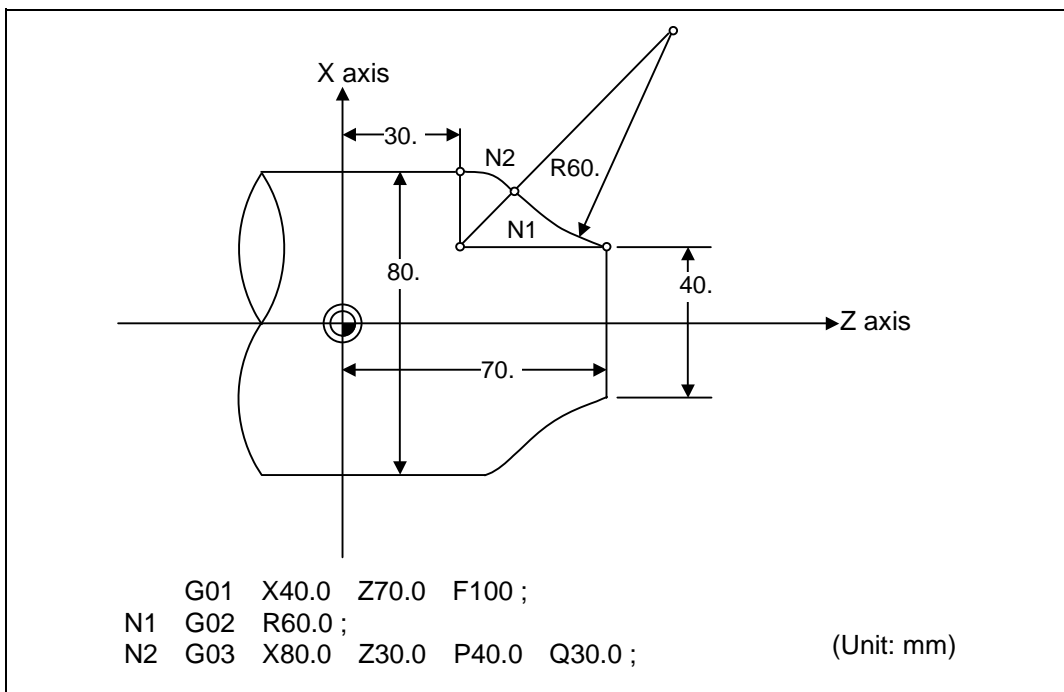 X axis
30.
N2
R60.
N1
80.
40.
Z axis
70.
G01 X40.0 Z70.0 F100 ;
N1 G02 R60.0 ;
N2 G03 X80.0 Z30.0 P40.0 Q30.0 ;
(Unit: mm)